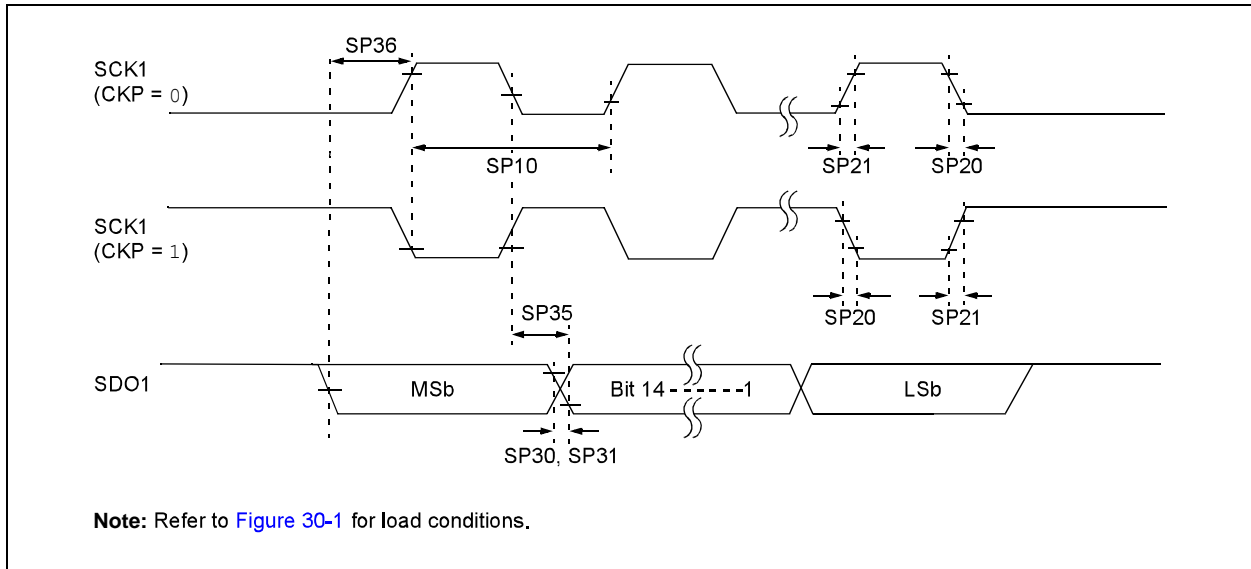 SP36
SCK1
(CKP = 0)
SP10
SP21
SP20
SCK1
(CKP = 1)
SP35
SP20
SP21
SDO1
MSb
Bit 14 - - - - - - -1
LSb
SP30, SP31
Note: Refer to Figure 30-1 for load conditions.